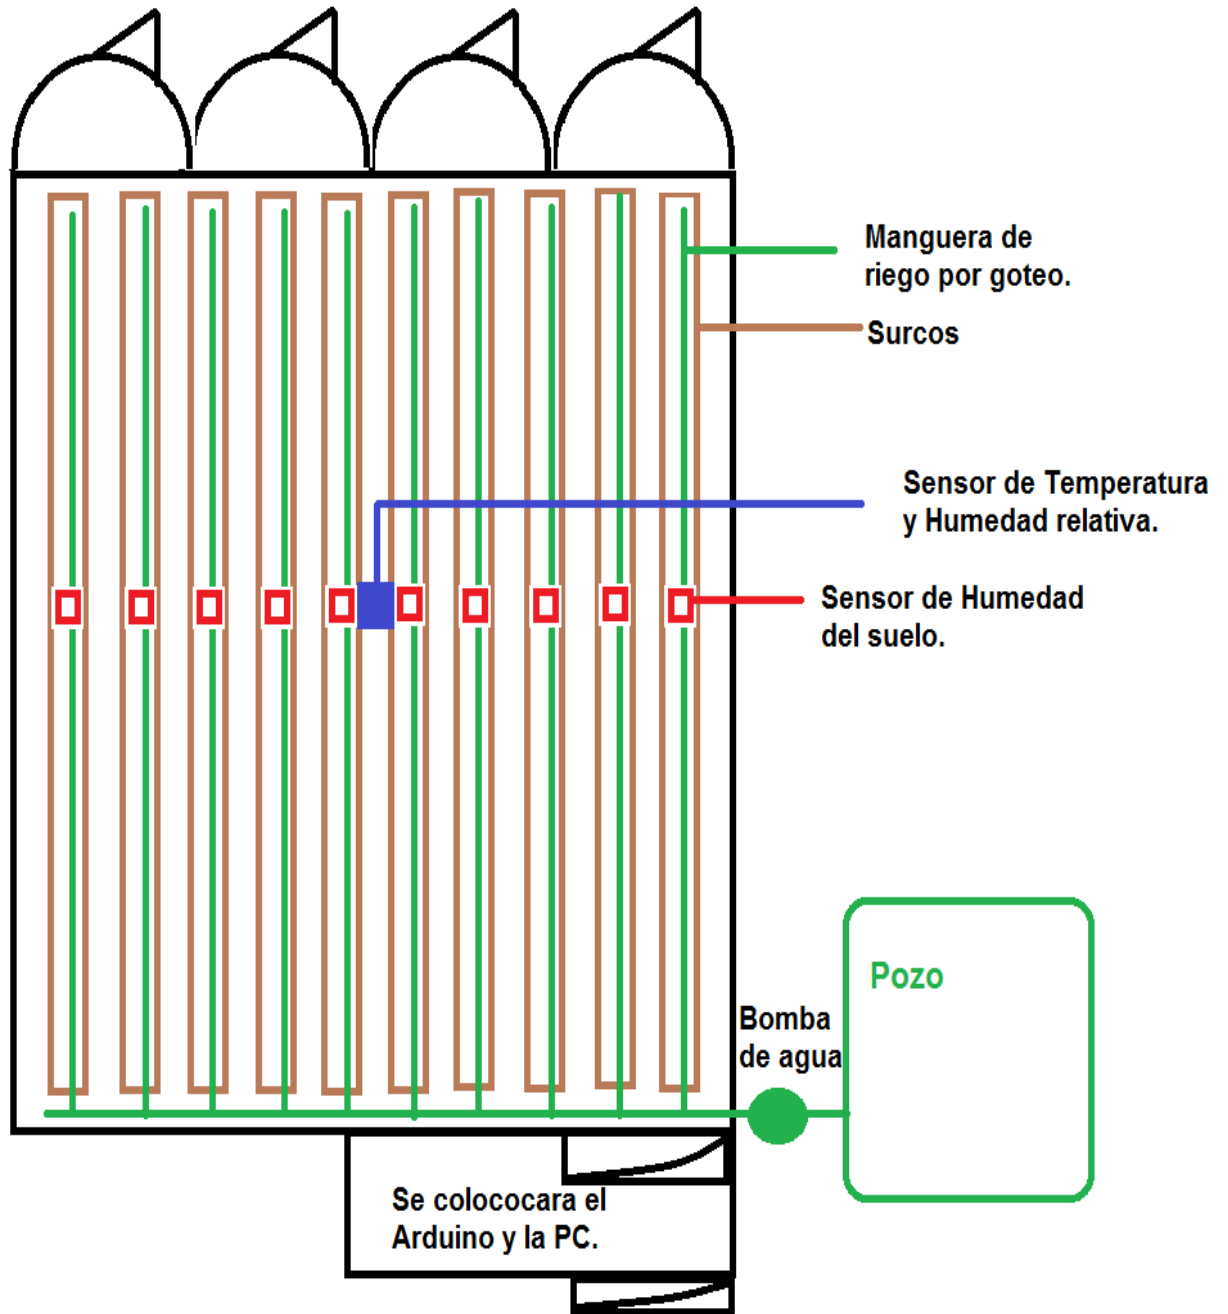 Manguera de
riego por goteo.
Surcos
Sensor de Temperatura
y Humedad relativa.
Sensor de Humedad
del suelo.
Pozo
Bomba
de agua
Se colococara el
Arduino y la PC.